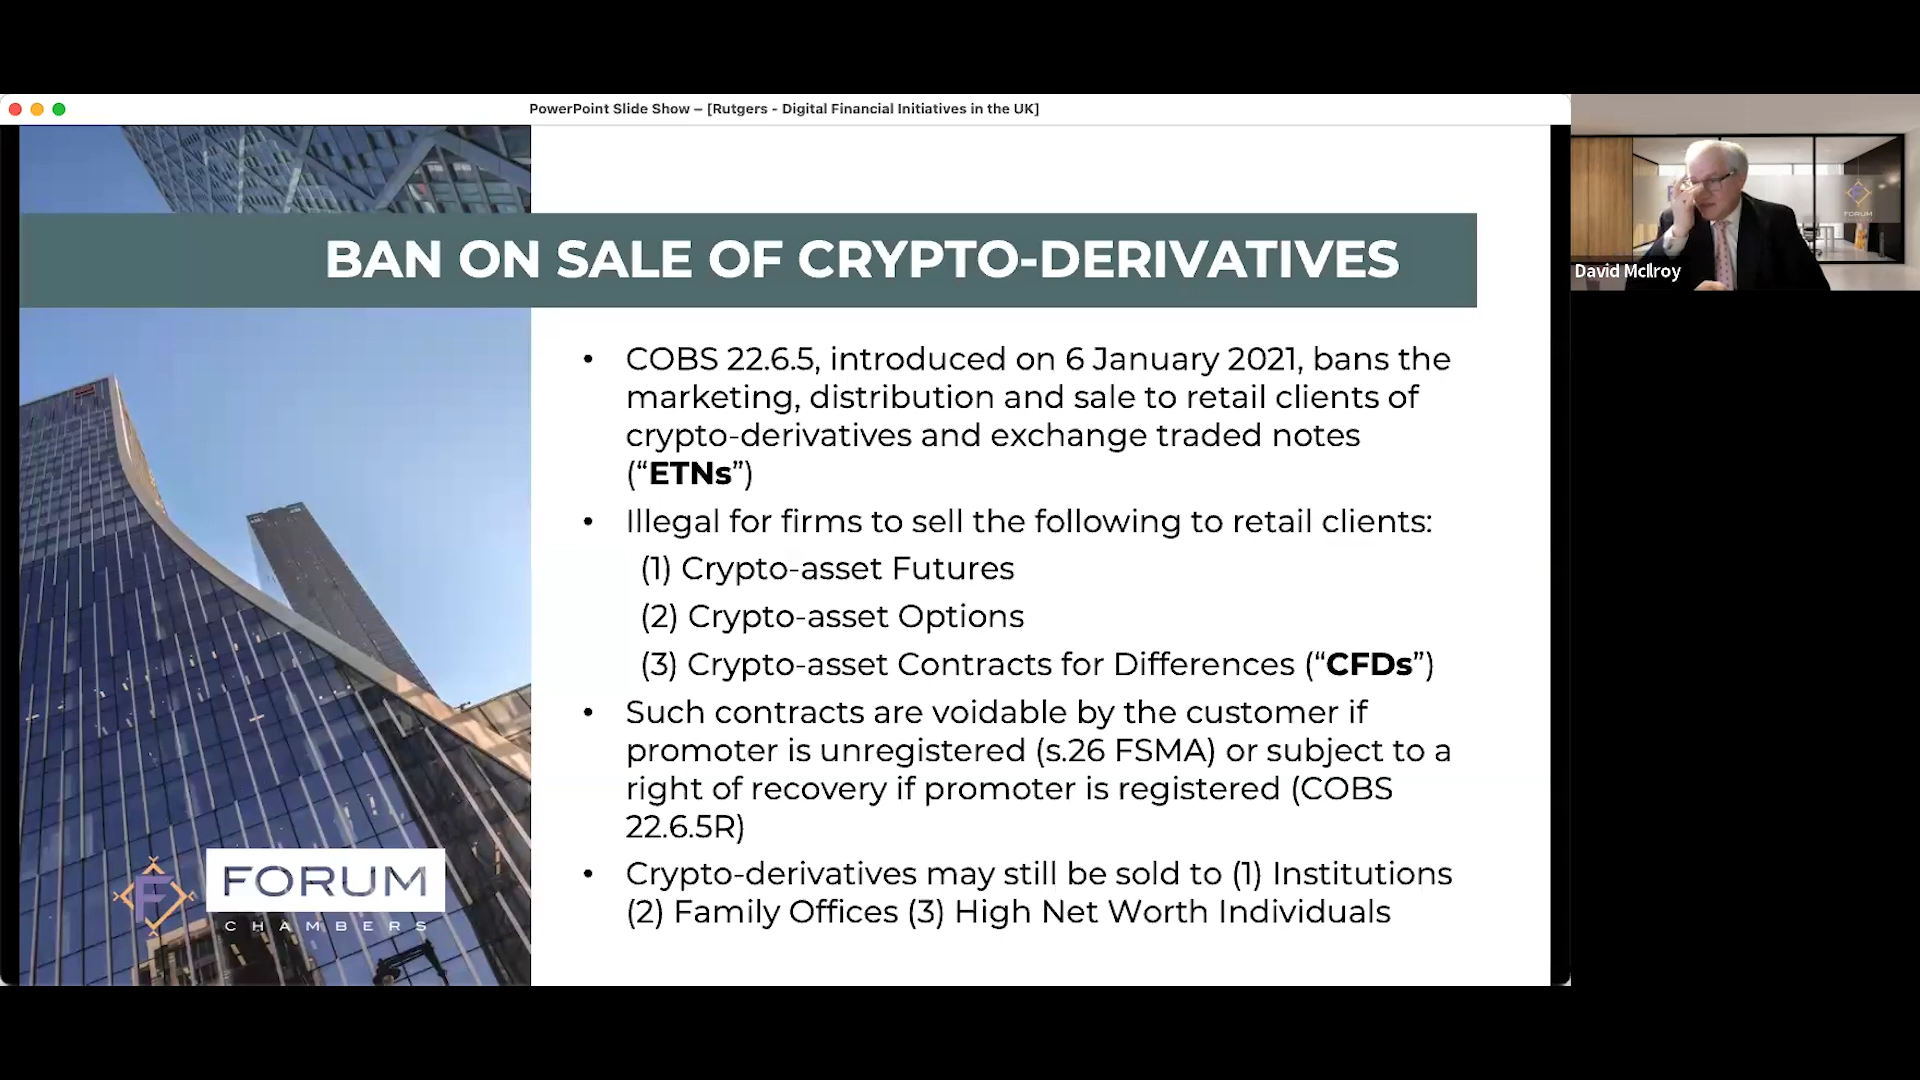 PowerPoint Slide Show – [Rutgers - Digital Financial Initiatives in the UK]
BAN ON SALE OF CRYPTO-DERIVATIVES
• COBS 22.6.5, introduced on 6 January 2021, bans the
marketing, distribution and sale to retail clients of
crypto-derivatives and exchange traded notes
(“ETNs”)
• Illegal for firms to sell the following to retail clients:
(1) Crypto-asset Futures
(2) Crypto-asset Options
(3) Crypto-asset Contracts for Differences (“CFDs”)
• Such contracts are voidable by the customer if
promoter is unregistered (s.26 FSMA) or subject to a
right of recovery if promoter is registered (COBS
22.6.5R)
• Crypto-derivatives may still be sold to (1) Institutions
(2) Family Offices (3) High Net Worth Individuals
F
FORUM
CHAMBERS
FORUM
David McIlroy